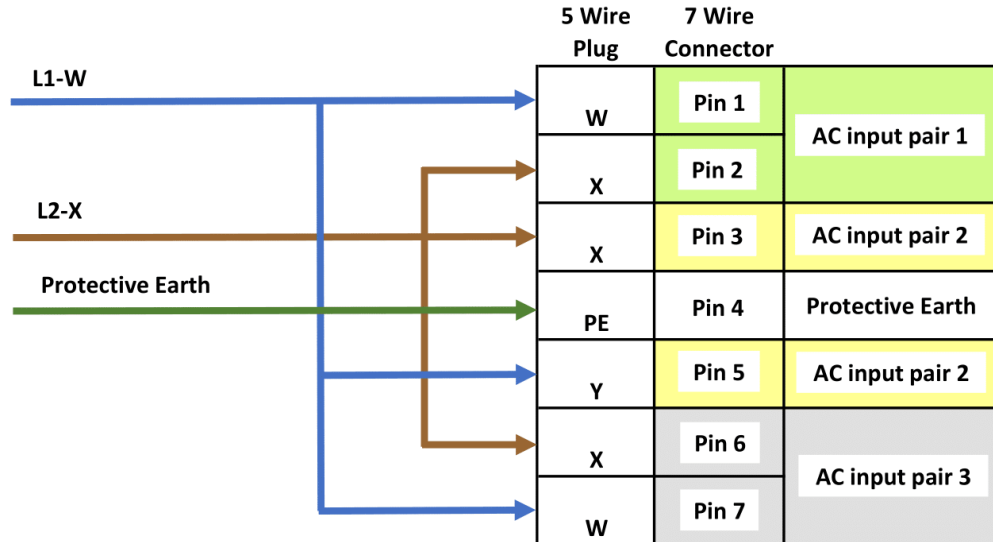 5 Wire
Plug
7 Wire
Connector
L1-W
W
Pin 1
AC input pair 1
X
Pin 2
L2-X
X
Pin 3
AC input pair 2
Protective Earth
PE
Pin 4
Protective Earth
Y
Pin 5
AC input pair 2
X
Pin 6
AC input pair 3
W
Pin 7